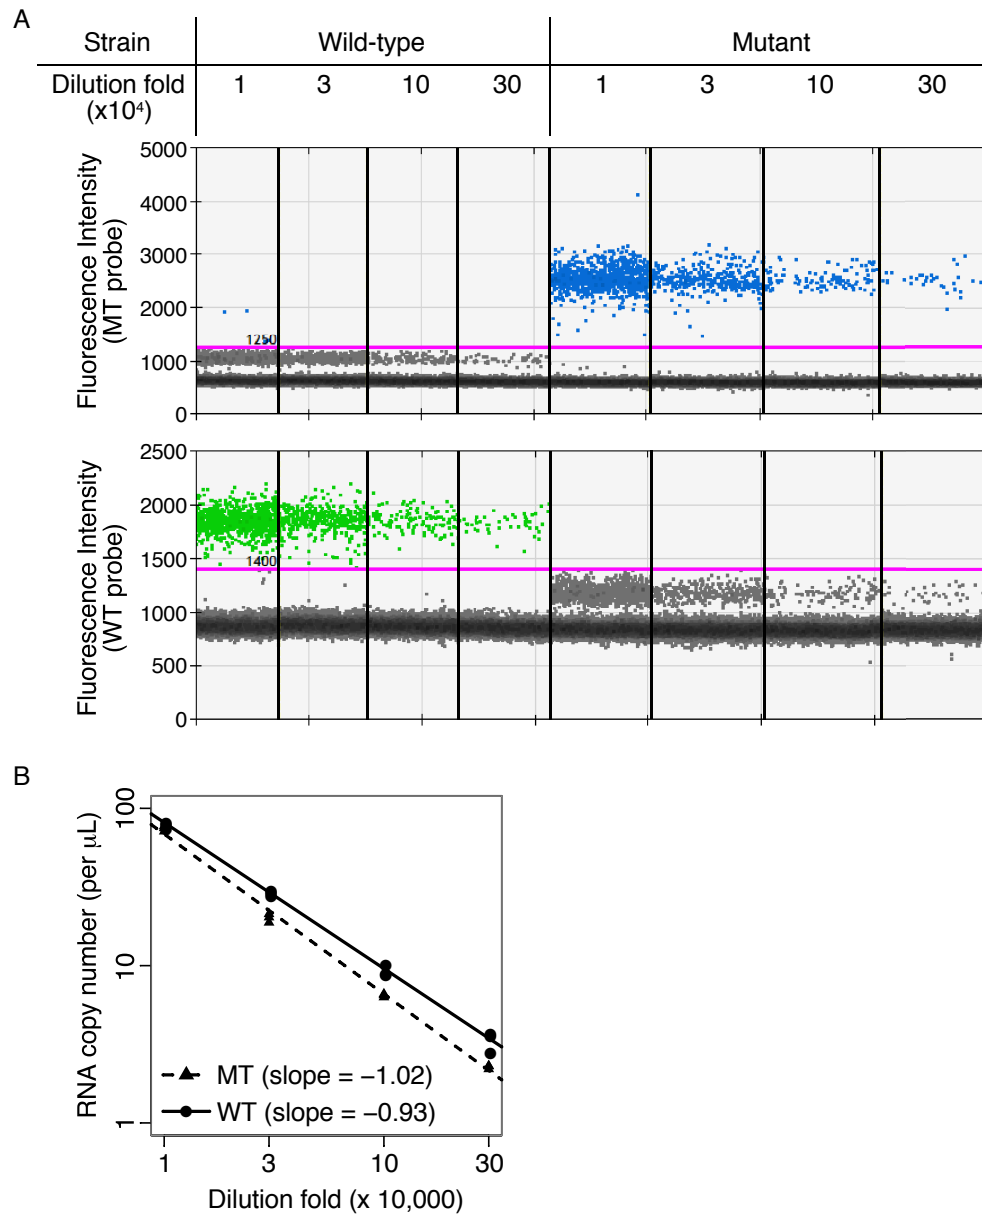 A
Strain Wild-type Mutant
Dilution fold 1 3 10 30 1 3 10 30
(x10⁴)
Fluorescence Intensity
(MT probe)
5000
4000
3000
2000
1250
1000
0
Fluorescence Intensity
(WT probe)
2500
2000
1500
1400
1000
500
0
B
RNA copy number (per μL)
100
10
1
MT (slope = −1.02)
WT (slope = −0.93)
1 3 10 30
Dilution fold (x 10,000)